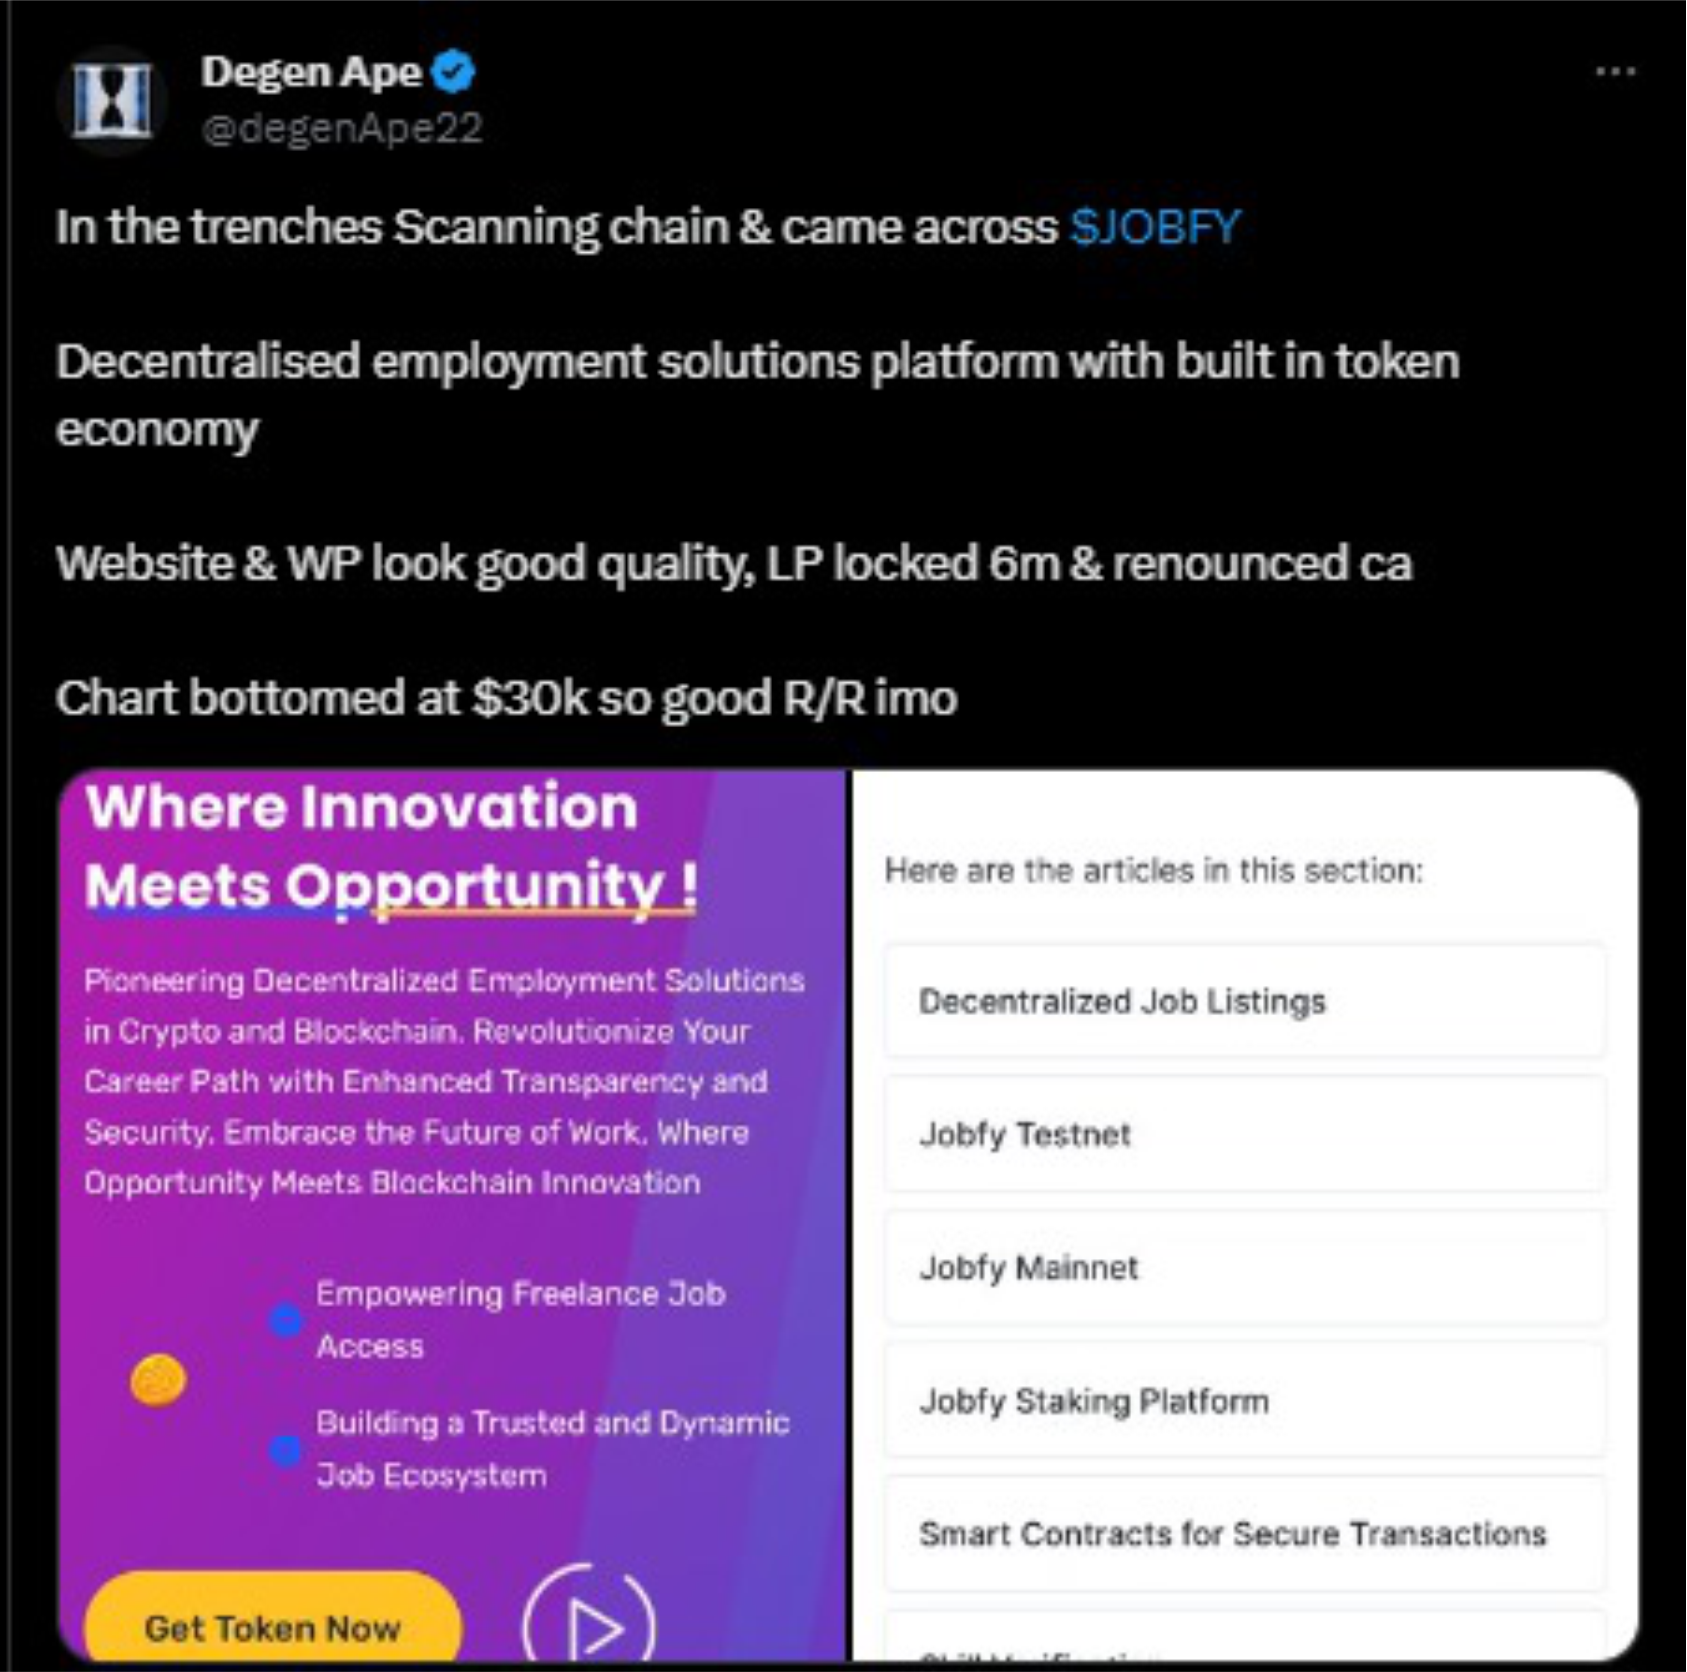 Degen Ape
@degenApe22
In the trenches Scanning chain & came across $JOBFY
Decentralised employment solutions platform with built in token
economy
Website & WP look good quality, LP locked 6m & renounced ca
Chart bottomed at $30k so good R/R imo
Where Innovation
Meets Opportunity !
Pioneering Decentralized Employment Solutions
in Crypto and Blockchain. Revolutionize Your
Career Path with Enhanced Transparency and
Security. Embrace the Future of Work, Where
Opportunity Meets Blockchain Innovation
Empowering Freelance Job
Access
Building a Trusted and Dynamic
Job Ecosystem
Get Token Now
Here are the articles in this section:
Decentralized Job Listings
Jobfy Testnet
Jobfy Mainnet
Jobfy Staking Platform
Smart Contracts for Secure Transactions